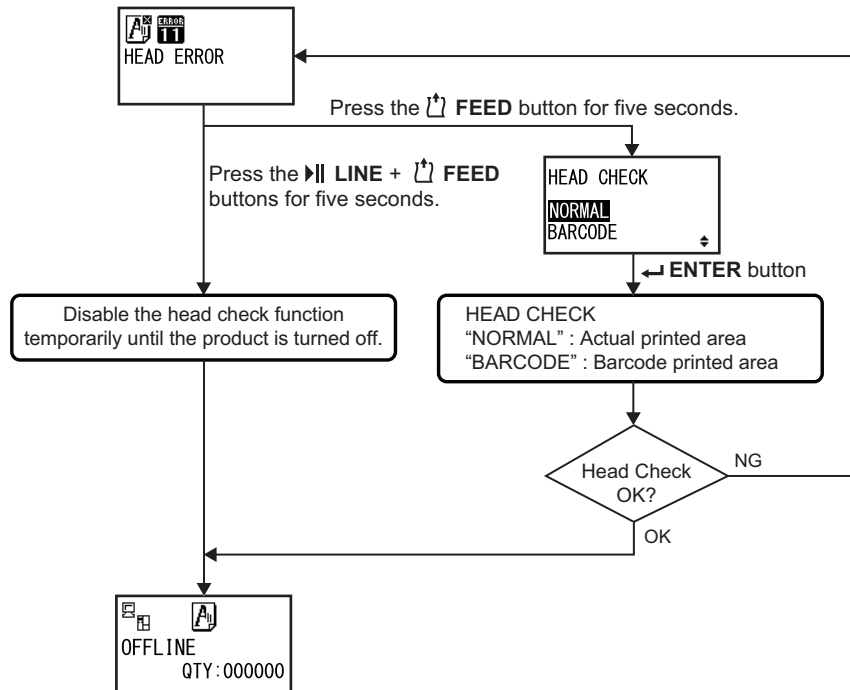 ERROR
11
HEAD ERROR
Press the FEED button for five seconds.
Press the LINE + FEED
buttons for five seconds.
HEAD CHECK
NORMAL
BARCODE
ENTER button
Disable the head check function
temporarily until the product is turned off.
HEAD CHECK
“NORMAL” : Actual printed area
“BARCODE” : Barcode printed area
Head Check
OK?
NG
OK
OFFLINE
QTY:000000